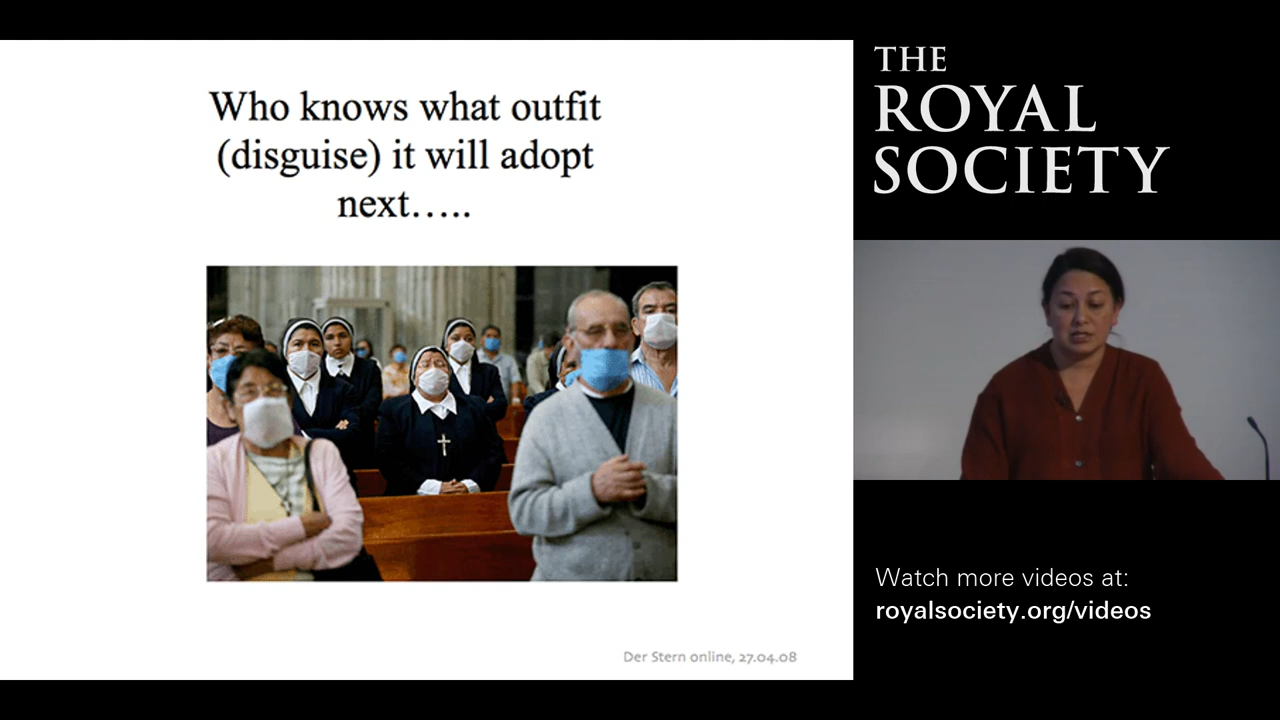 Who knows what outfit
(disguise) it will adopt
next…..
Der Stern online, 27.04.08
THE
ROYAL
SOCIETY
Watch more videos at:
royalsociety.org/videos